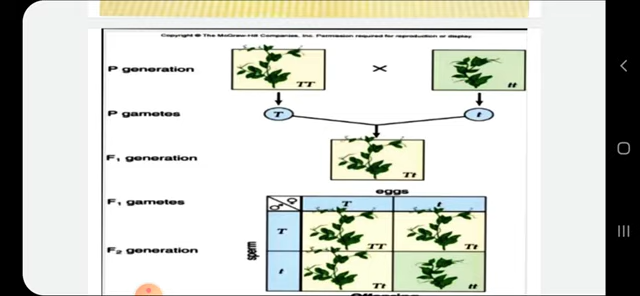 Copyright © The McGraw-Hill Companies, Inc. Permission required for reproduction or display
P generation
TT
×
tt
P gametes
T
t
F₁ generation
Tt
eggs
F₁ gametes
♂ ♀
T
t
sperm
T
TT
Tt
F₂ generation
t
Tt
tt